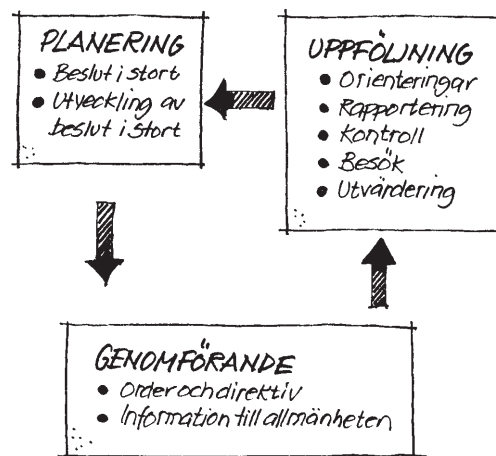 PLANERING
• Beslut i stort
• Utveckling av
beslut i stort
UPPFÖLJNING
• Orienteringar
• Rapportering
• Kontroll
• Besök
• Utvärdering
GENOMFÖRANDE
• Order och direktiv
• Information till allmänheten